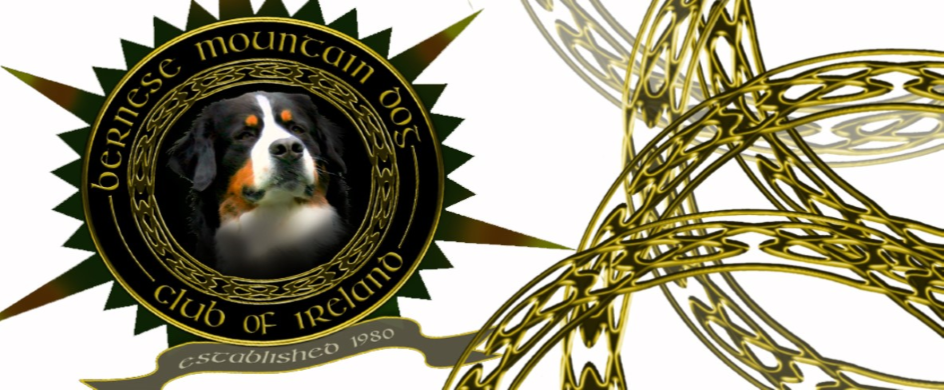 bernese mountain dog
club of ireland
established 1980